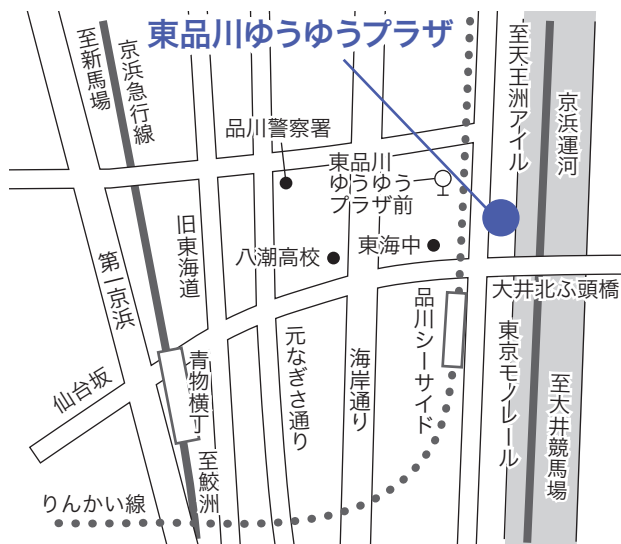 東品川ゆうゆうプラザ
至新馬場
京浜急行線
至天王洲アイル
京浜運河
品川警察署
東品川
ゆうゆう
プラザ前
旧東海道
第一京浜
八潮高校
東海中
大井北ふ頭橋
品川シーサイド
元なぎさ通り
海岸通り
東京モノレール
青物横丁
仙台坂
至大井競馬場
至鮫洲
りんかい線